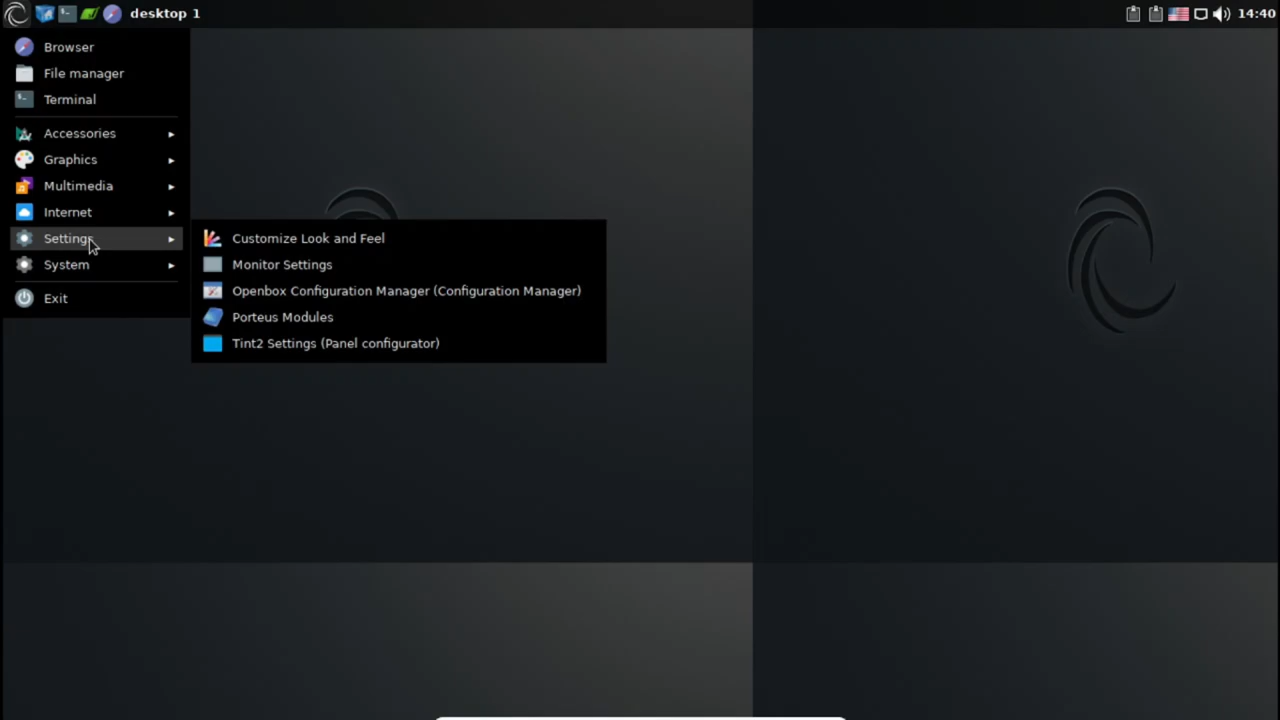 desktop 1
14:40
Browser
File manager
Terminal
Accessories
Graphics
Multimedia
Internet
Settings
System
Exit
Customize Look and Feel
Monitor Settings
Openbox Configuration Manager (Configuration Manager)
Porteus Modules
Tint2 Settings (Panel configurator)